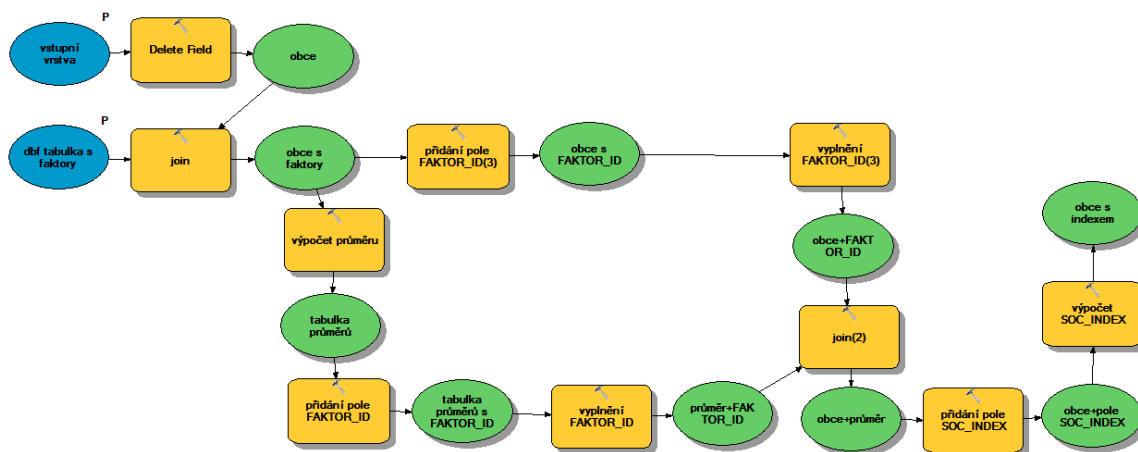 P
vstupní
vrstva
Delete Field
obce
P
dbf tabulka s
faktory
join
obce s
faktory
přidání pole
FAKTOR_ID(3)
obce s
FAKTOR_ID
vyplnění
FAKTOR_ID(3)
obce s
indexem
výpočet průměru
obce+FAKT
OR_ID
tabulka
průměrů
join(2)
výpočet
SOC_INDEX
přidání pole
FAKTOR_ID
tabulka
průměrů s
FAKTOR_ID
vyplnění
FAKTOR_ID
průměr+FAK
TOR_ID
obce+průměr
přidání pole
SOC_INDEX
obce+pole
SOC_INDEX